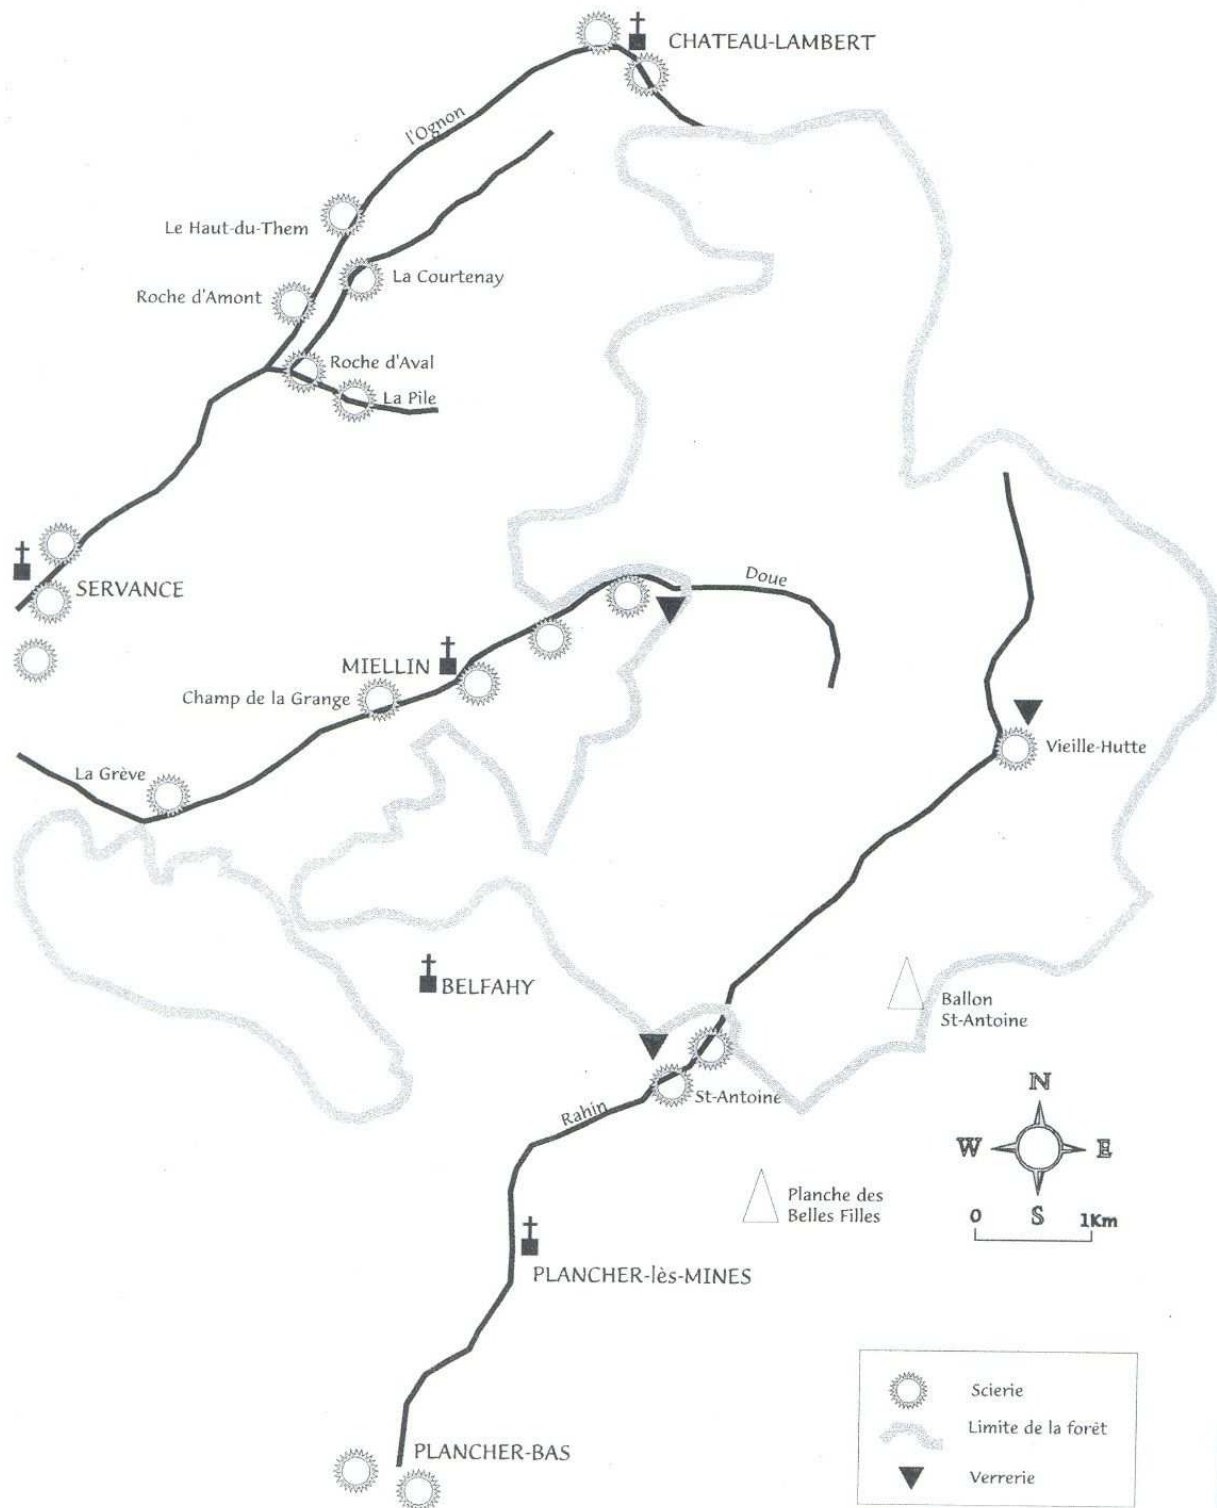 CHATEAU-LAMBERT
l'Ognon
Le Haut-du-Them
La Courtenay
Roche d'Amont
Roche d'Aval
La Pile
SERVANCE
Doue
MIELLIN
Champ de la Grange
Vieille-Hutte
La Grève
BELFAHY
Ballon
St-Antoine
St-Antoine
Rahin
N
W E
S
0 1Km
Planche des
Belles Filles
PLANCHER-lès-MINES
PLANCHER-BAS
Scierie
Limite de la forêt
Verrerie